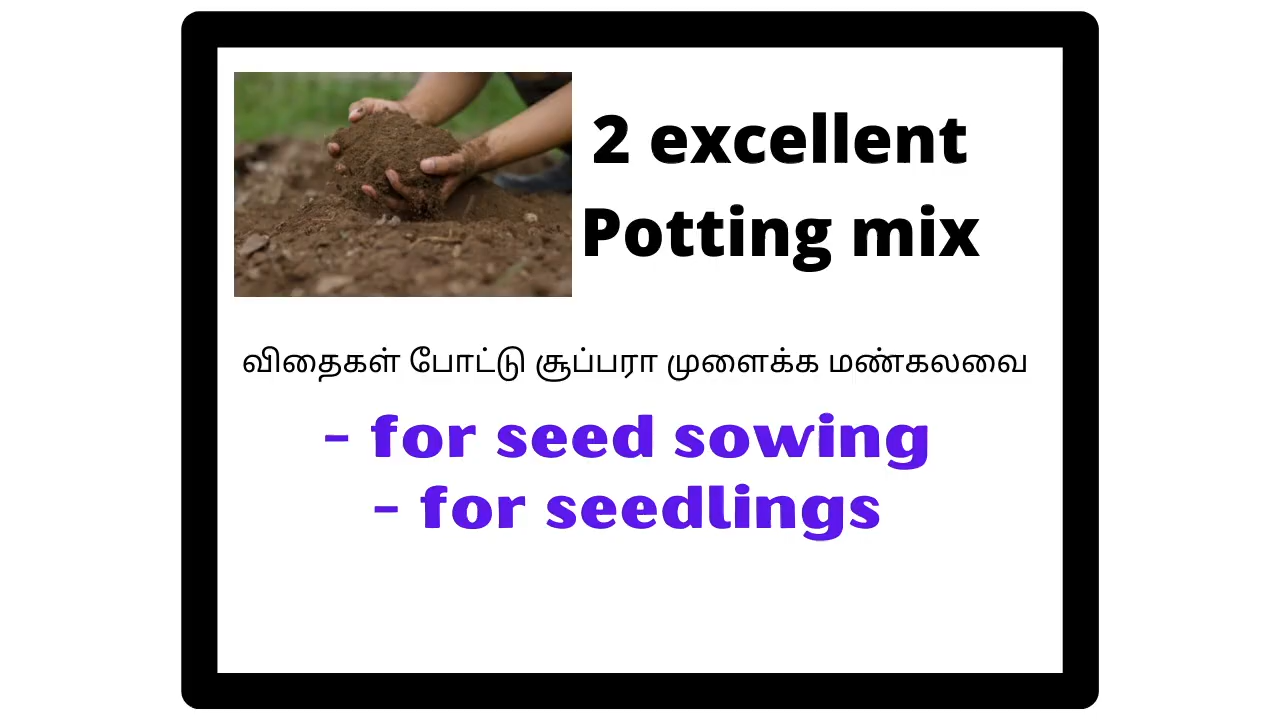 2 excellent
Potting mix
விதைகள் போட்டு சூப்பரா முளைக்க மண்கலவை
- for seed sowing
- for seedlings